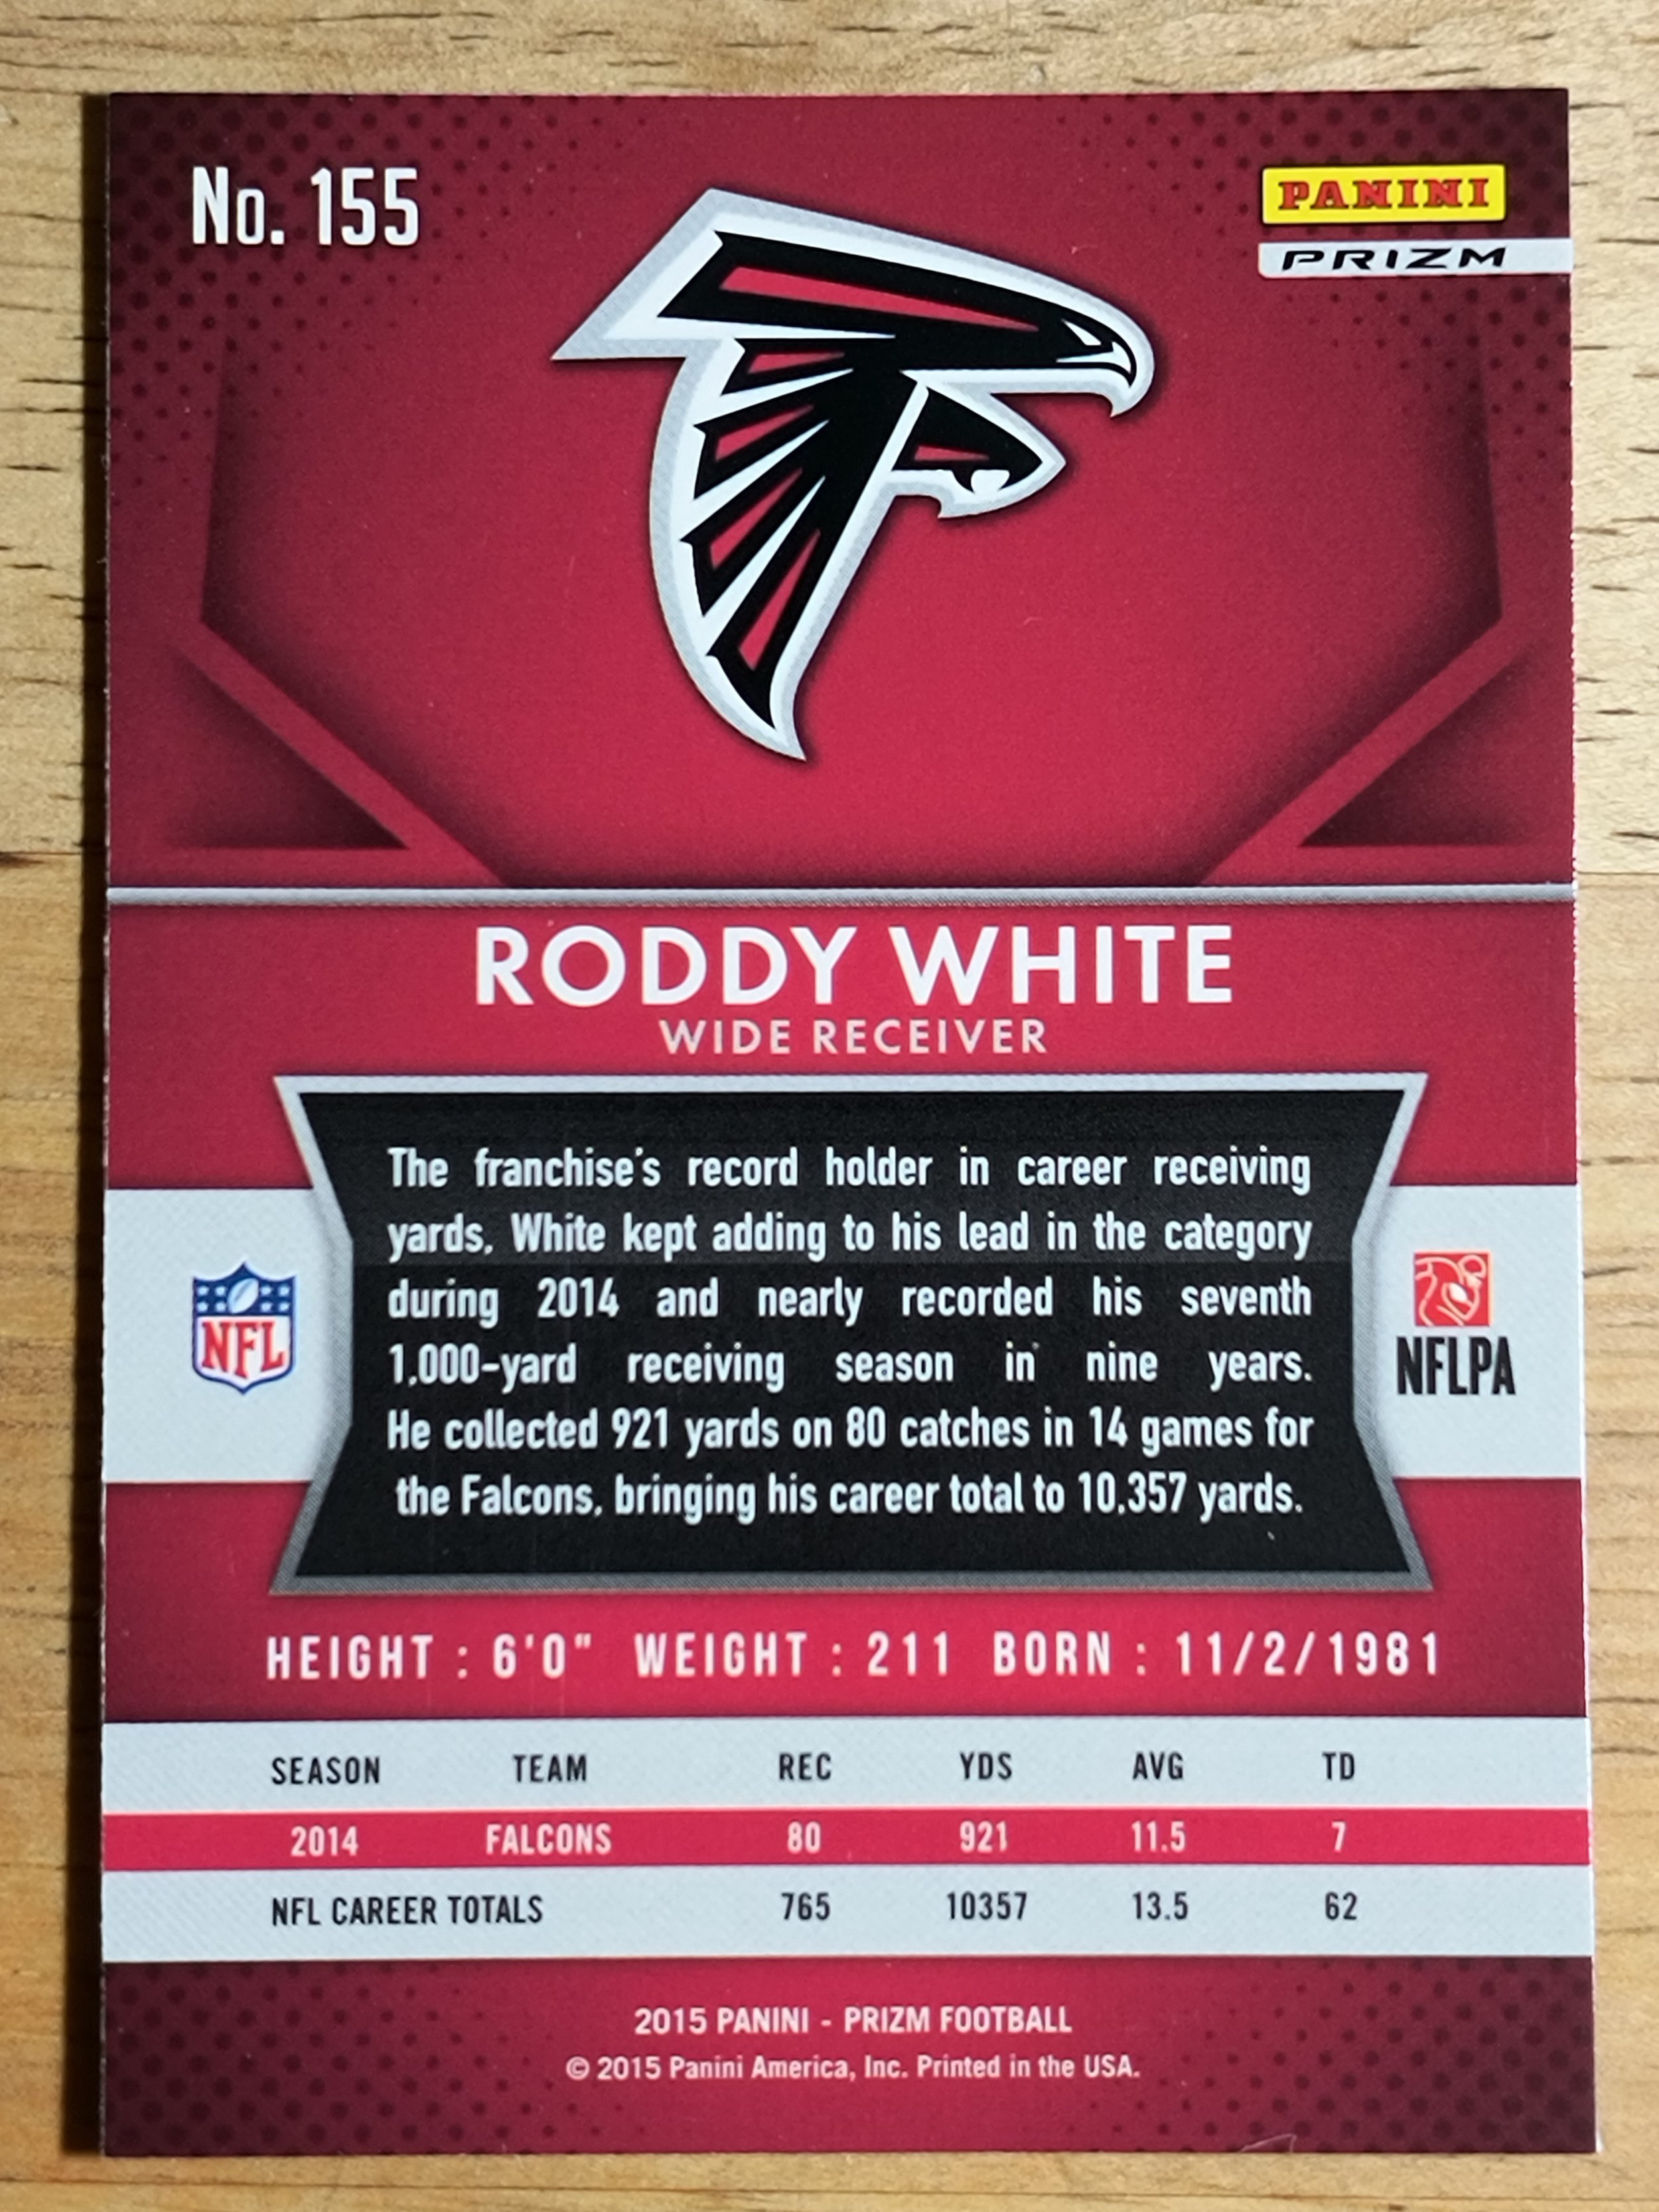 No. 155
PANINI
PRIZM
RODDY WHITE
WIDE RECEIVER
The franchise's record holder in career receiving
yards, White kept adding to his lead in the category
during 2014 and nearly recorded his seventh
1,000-yard receiving season in nine years.
He collected 921 yards on 80 catches in 14 games for
the Falcons, bringing his career total to 10,357 yards.
NFL
NFLPA
HEIGHT : 6'0" WEIGHT : 211 BORN : 11/2/1981
SEASON TEAM REC YDS AVG TD
2014 FALCONS 80 921 11.5 7
NFL CAREER TOTALS 765 10357 13.5 62
2015 PANINI - PRIZM FOOTBALL
© 2015 Panini America, Inc. Printed in the USA.